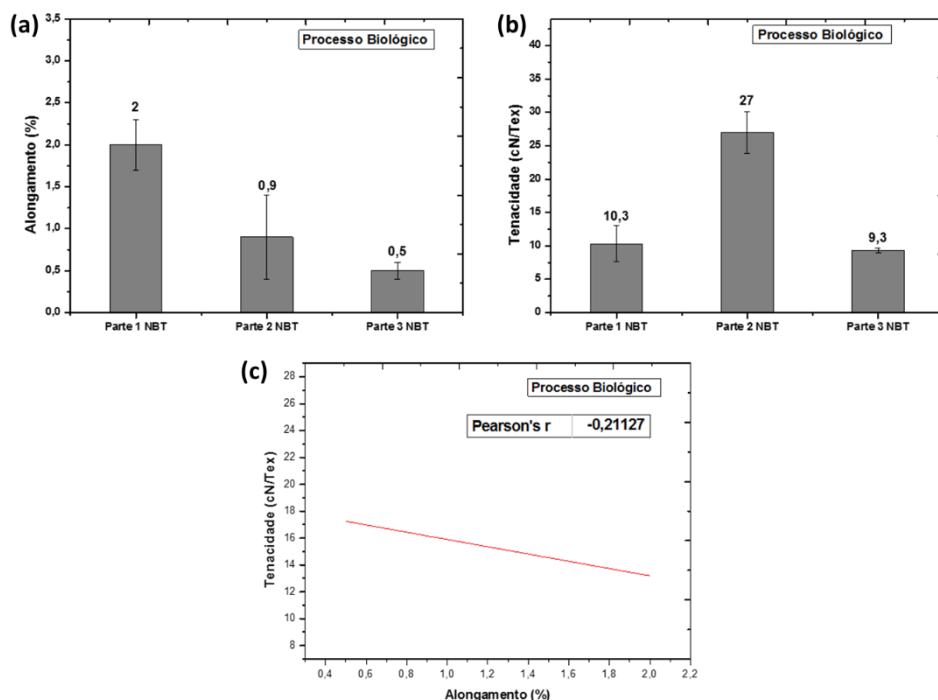 (a)
Processo Biológico
Alongamento (%)
3,5
3,0
2,5
2,0
1,5
1,0
0,5
0,0
2
0,9
0,5
Parte 1 NBT
Parte 2 NBT
Parte 3 NBT
(b)
Processo Biológico
Tenacidade (cN/Tex)
40
35
30
25
20
15
10
5
0
10,3
27
9,3
Parte 1 NBT
Parte 2 NBT
Parte 3 NBT
(c)
Processo Biológico
Pearson's r -0,21127
Tenacidade (cN/Tex)
28
26
24
22
20
18
16
14
12
10
8
0,4 0,6 0,8 1,0 1,2 1,4 1,6 1,8 2,0 2,2
Alongamento (%)